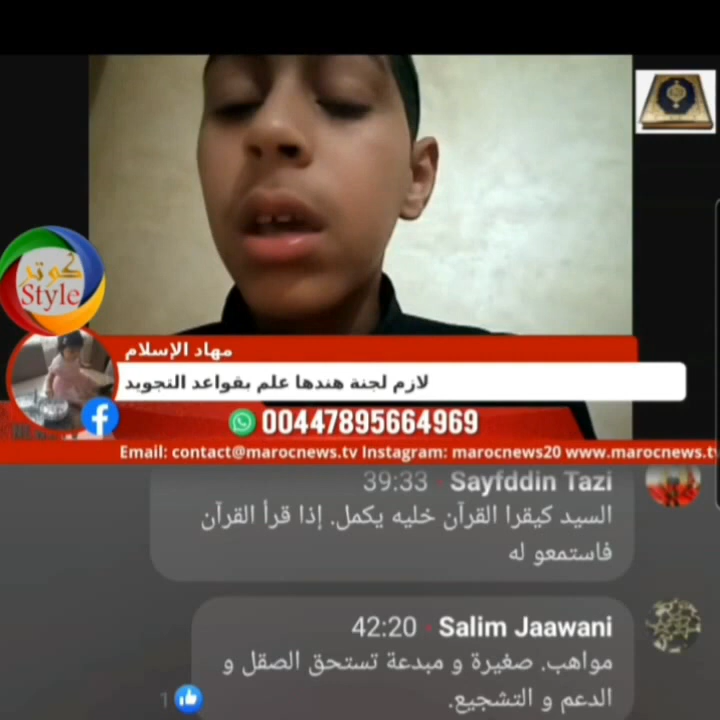 كوتر
Style
مهاد الإسلام
لازم لجنة هندها علم بقواعد التجويد
00447895664969
Email: contact@marocnews.tv Instagram: marocnews20 www.marocnews.t
39:33 · Sayfddin Tazi
السيد كيقرا القرآن خليه يكمل. إذا قرأ القرآن
فاستمعو له
42:20 · Salim Jaawani
مواهب. صغيرة و مبدعة تستحق الصقل و
الدعم و التشجيع.
1